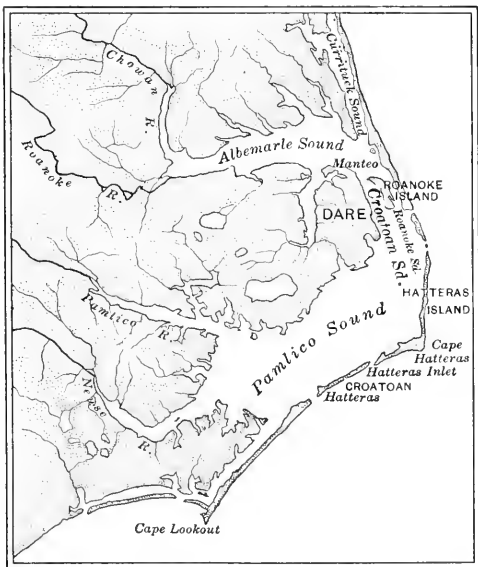 Chowan
R.
Roanoke
R.
Currituck Sound
Albemarle Sound
Manteo
ROANOKE
ISLAND
DARE
Croatoan Sd.
Roanoke Sd.
HATTERAS
ISLAND
Pamlico
R.
Pamlico Sound
Cape
Hatteras
Hatteras Inlet
CROATOAN
Hatteras
Neuse
R.
Cape Lookout